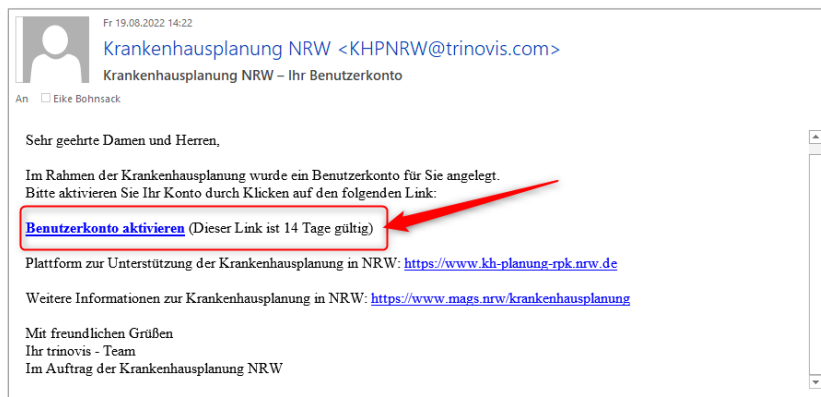 Fr 19.08.2022 14:22
Krankenhausplanung NRW <KHPNRW@trinovis.com>
Krankenhausplanung NRW – Ihr Benutzerkonto
An Eike Bohnsack
Sehr geehrte Damen und Herren,
Im Rahmen der Krankenhausplanung wurde ein Benutzerkonto für Sie angelegt.
Bitte aktivieren Sie Ihr Konto durch Klicken auf den folgenden Link:
Benutzerkonto aktivieren (Dieser Link ist 14 Tage gültig)
Plattform zur Unterstützung der Krankenhausplanung in NRW: https://www.kh-planung-rpk.nrw.de
Weitere Informationen zur Krankenhausplanung in NRW: https://www.mags.nrw/krankenhausplanung
Mit freundlichen Grüßen
Ihr trinovis - Team
Im Auftrag der Krankenhausplanung NRW